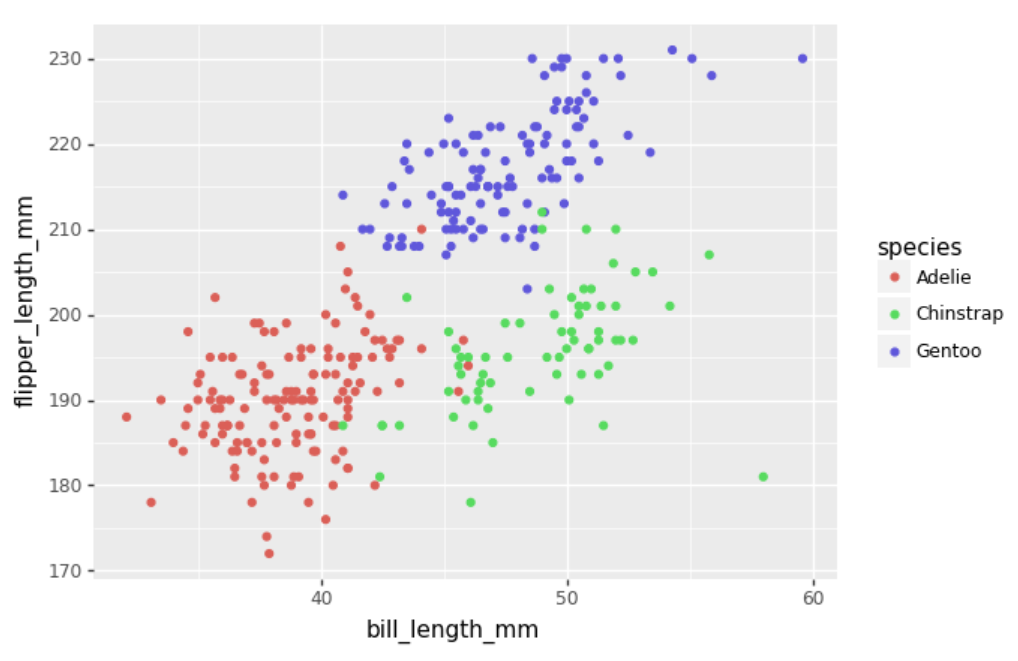 230
220
210
200
190
180
170
flipper_length_mm
40 50 60
bill_length_mm
species
Adelie
Chinstrap
Gentoo